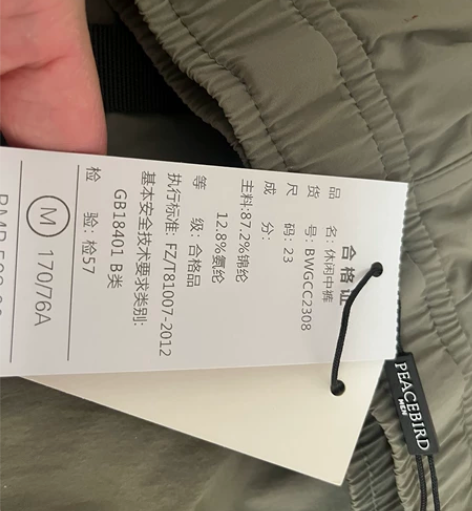 合格证
品 名: 休闲中裤
货 号: BWGCC2308
尺 码: 23
成 分:
主料:87.2%锦纶
12.8%氨纶
等 级: 合格品
执行标准: FZ/T81007-2012
基本安全技术要求类别:
GB18401 B类
检 验: 检57
M 170/76A
PEACEBIRD
MEN